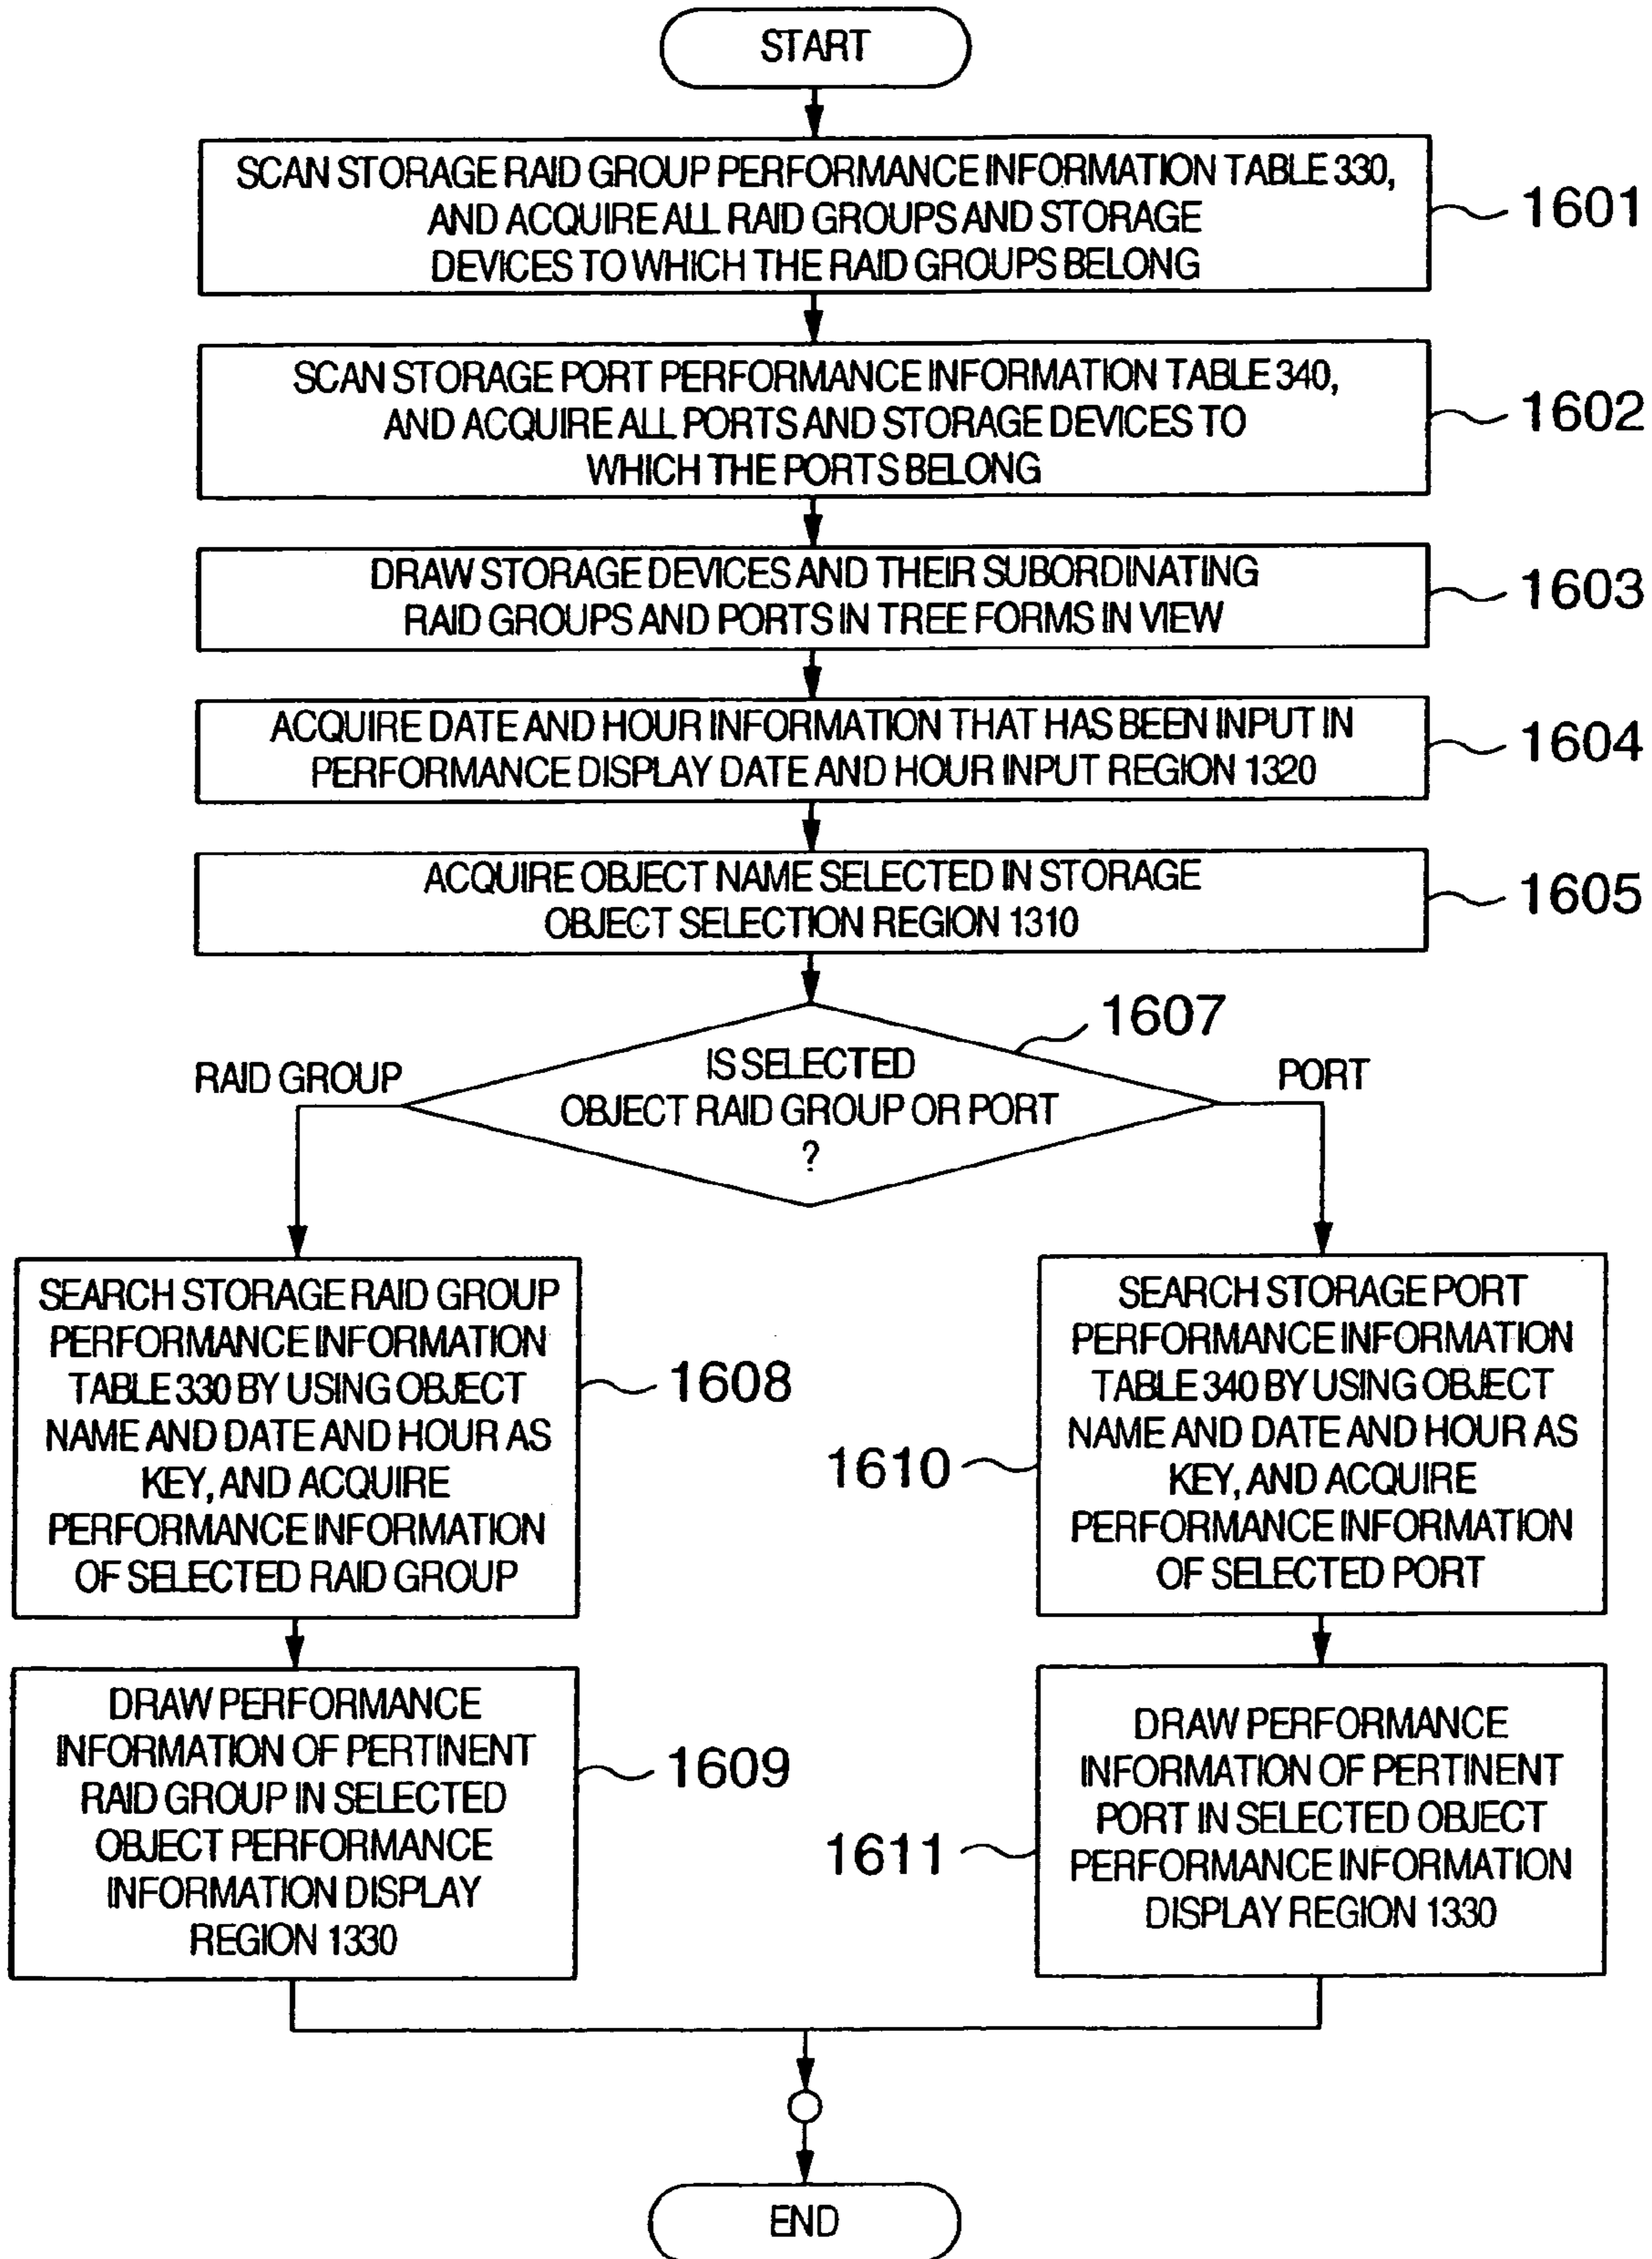 START
SCAN STORAGE RAID GROUP PERFORMANCE INFORMATION TABLE 330,
AND ACQUIRE ALL RAID GROUPS AND STORAGE
DEVICES TO WHICH THE RAID GROUPS BELONG
1601
SCAN STORAGE PORT PERFORMANCE INFORMATION TABLE 340,
AND ACQUIRE ALL PORTS AND STORAGE DEVICES TO
WHICH THE PORTS BELONG
1602
DRAW STORAGE DEVICES AND THEIR SUBORDINATING
RAID GROUPS AND PORTS IN TREE FORMS IN VIEW
1603
ACQUIRE DATE AND HOUR INFORMATION THAT HAS BEEN INPUT IN
PERFORMANCE DISPLAY DATE AND HOUR INPUT REGION 1320
1604
ACQUIRE OBJECT NAME SELECTED IN STORAGE
OBJECT SELECTION REGION 1310
1605
1607
RAID GROUP
IS SELECTED
OBJECT RAID GROUP OR PORT
?
PORT
SEARCH STORAGE RAID GROUP
PERFORMANCE INFORMATION
TABLE 330 BY USING OBJECT
NAME AND DATE AND HOUR AS
KEY, AND ACQUIRE
PERFORMANCE INFORMATION
OF SELECTED RAID GROUP
1608
SEARCH STORAGE PORT
PERFORMANCE INFORMATION
TABLE 340 BY USING OBJECT
NAME AND DATE AND HOUR AS
KEY, AND ACQUIRE
PERFORMANCE INFORMATION
OF SELECTED PORT
1610
DRAW PERFORMANCE
INFORMATION OF PERTINENT
RAID GROUP IN SELECTED
OBJECT PERFORMANCE
INFORMATION DISPLAY
REGION 1330
1609
DRAW PERFORMANCE
INFORMATION OF PERTINENT
PORT IN SELECTED OBJECT
PERFORMANCE INFORMATION
DISPLAY REGION 1330
1611
END